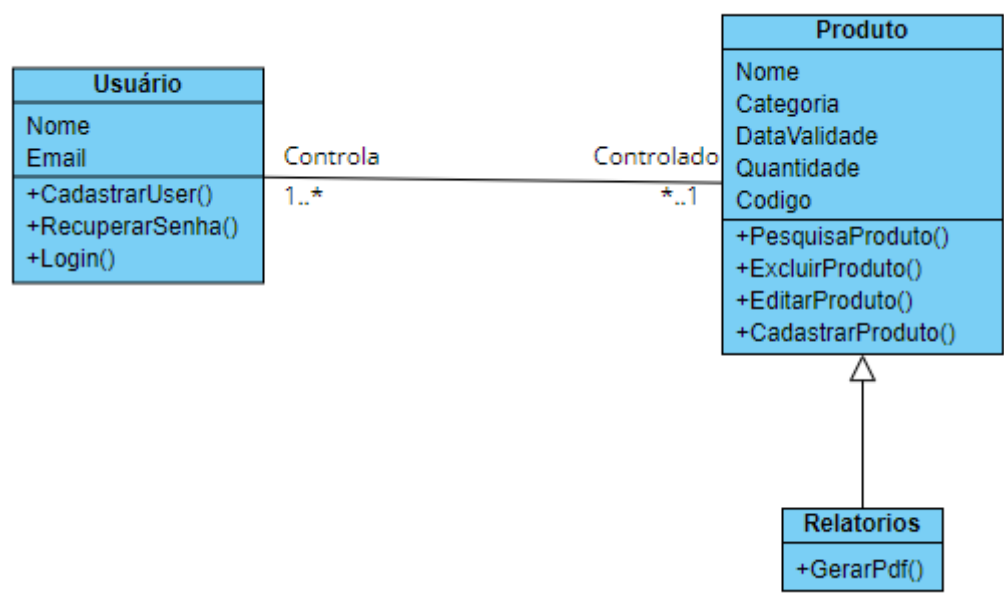 Usuário
Nome
Email
+CadastrarUser()
+RecuperarSenha()
+Login()
Controla
1..*
Controlado
*..1
Produto
Nome
Categoria
DataValidade
Quantidade
Codigo
+PesquisaProduto()
+ExcluirProduto()
+EditarProduto()
+CadastrarProduto()
Relatorios
+GerarPdf()